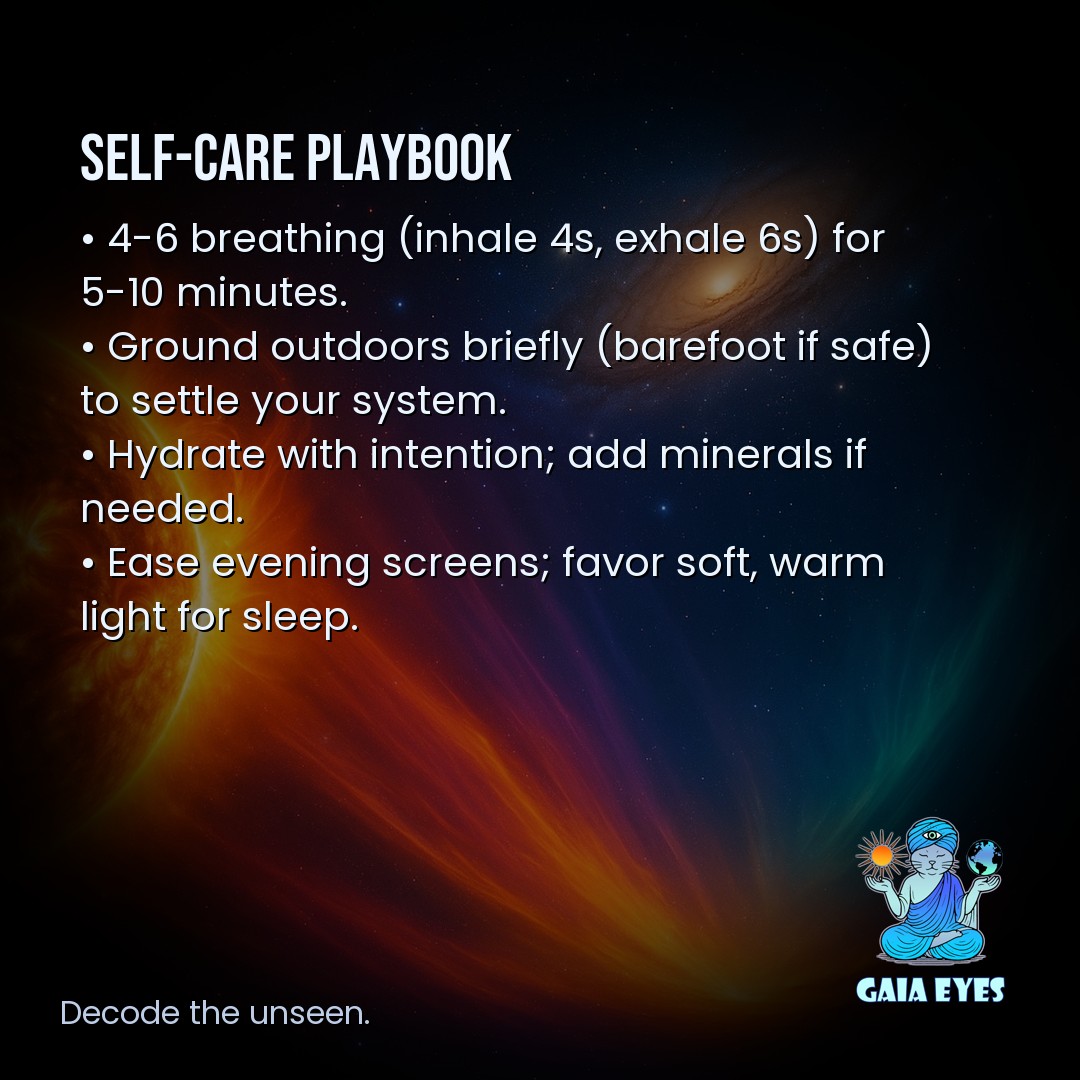 SELF-CARE PLAYBOOK
• 4-6 breathing (inhale 4s, exhale 6s) for
5-10 minutes.
• Ground outdoors briefly (barefoot if safe)
to settle your system.
• Hydrate with intention; add minerals if
needed.
• Ease evening screens; favor soft, warm
light for sleep.
GAIA EYES
Decode the unseen.